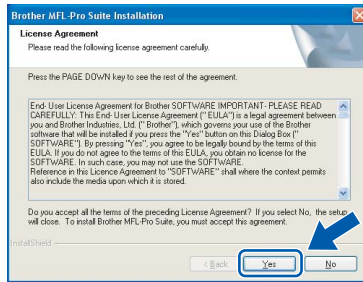 Brother MFL-Pro Suite Installation
License Agreement
Please read the following license agreement carefully.
Press the PAGE DOWN key to see the rest of the agreement.
End- User License Agreement for Brother SOFTWARE IMPORTANT- PLEASE READ
CAREFULLY: This End- User License Agreement (" EULA") is a legal agreement between
you and Brother Industries, Ltd. (" Brother"), which governs your use of the Brother
software that will be installed if you press the "Yes" button on this Dialog Box ("
SOFTWARE"). By pressing "Yes", you agree to be legally bound by the terms of this
EULA. If you do not agree to the terms of this EULA, you obtain no license for the
SOFTWARE. In such case, you may not use the SOFTWARE.
Reference in this Licence Agreement to "SOFTWARE" shall where the context permits
also include the media upon which it is stored.
Do you accept all the terms of the preceding License Agreement? If you select No, the setup
will close. To install Brother MFL-Pro Suite, you must accept this agreement.
InstallShield
< Back Yes No